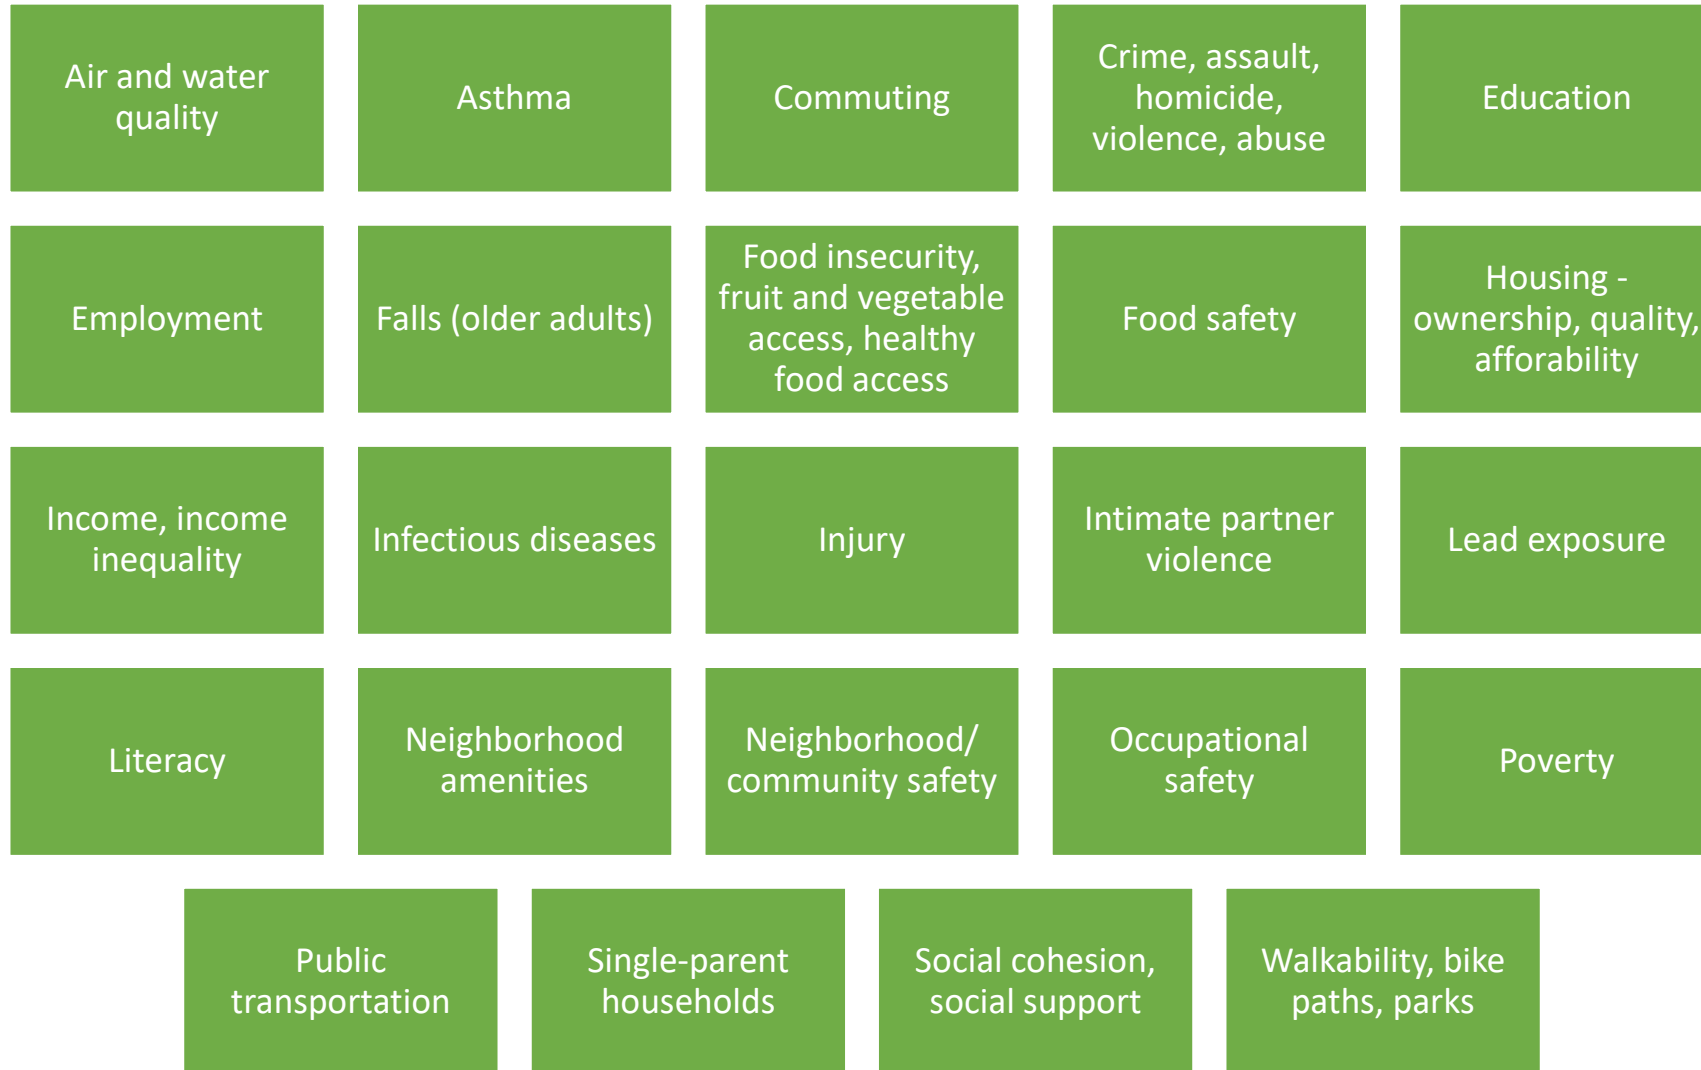 Air and water
quality
Asthma
Commuting
Crime, assault,
homicide,
violence, abuse
Education
Employment
Falls (older adults)
Food insecurity,
fruit and vegetable
access, healthy
food access
Food safety
Housing -
ownership, quality,
afforability
Income, income
inequality
Infectious diseases
Injury
Intimate partner
violence
Lead exposure
Literacy
Neighborhood
amenities
Neighborhood/
community safety
Occupational
safety
Poverty
Public
transportation
Single-parent
households
Social cohesion,
social support
Walkability, bike
paths, parks